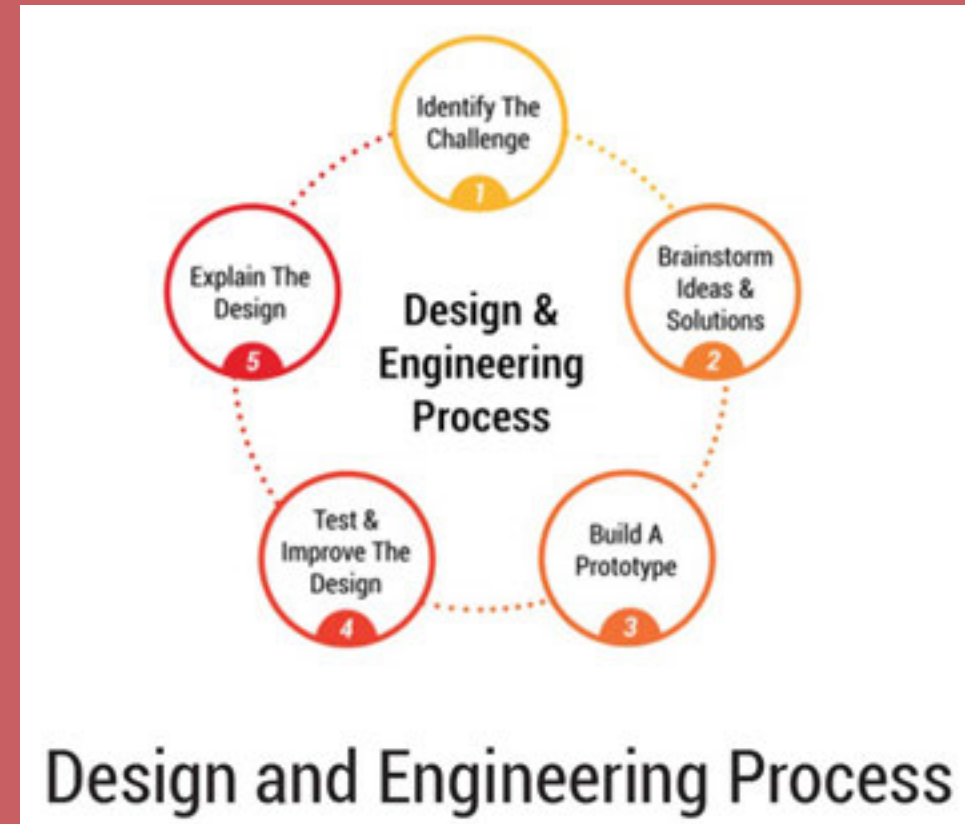 Identify The
Challenge
1
Brainstorm
Ideas &
Solutions
2
Build A
Prototype
3
Test &
Improve The
Design
4
Explain The
Design
5
Design &
Engineering
Process
Design and Engineering Process